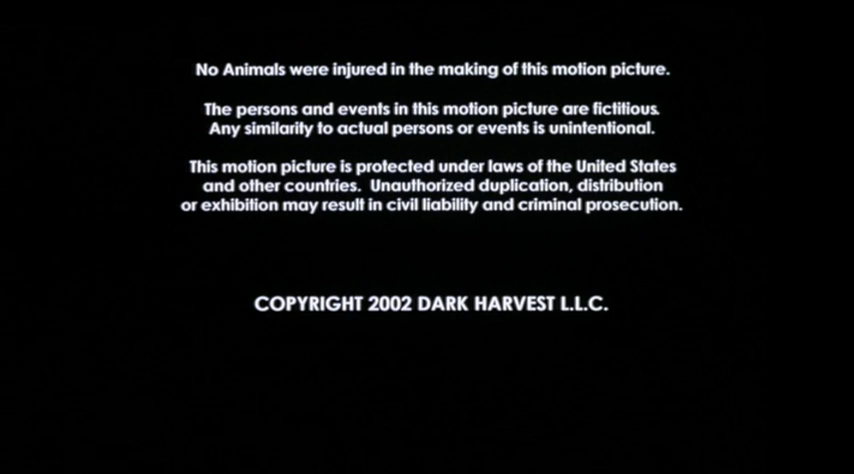 No Animals were injured in the making of this motion picture.
The persons and events in this motion picture are fictitious.
Any similarity to actual persons or events is unintentional.
This motion picture is protected under laws of the United States
and other countries. Unauthorized duplication, distribution
or exhibition may result in civil liability and criminal prosecution.
COPYRIGHT 2002 DARK HARVEST L.L.C.